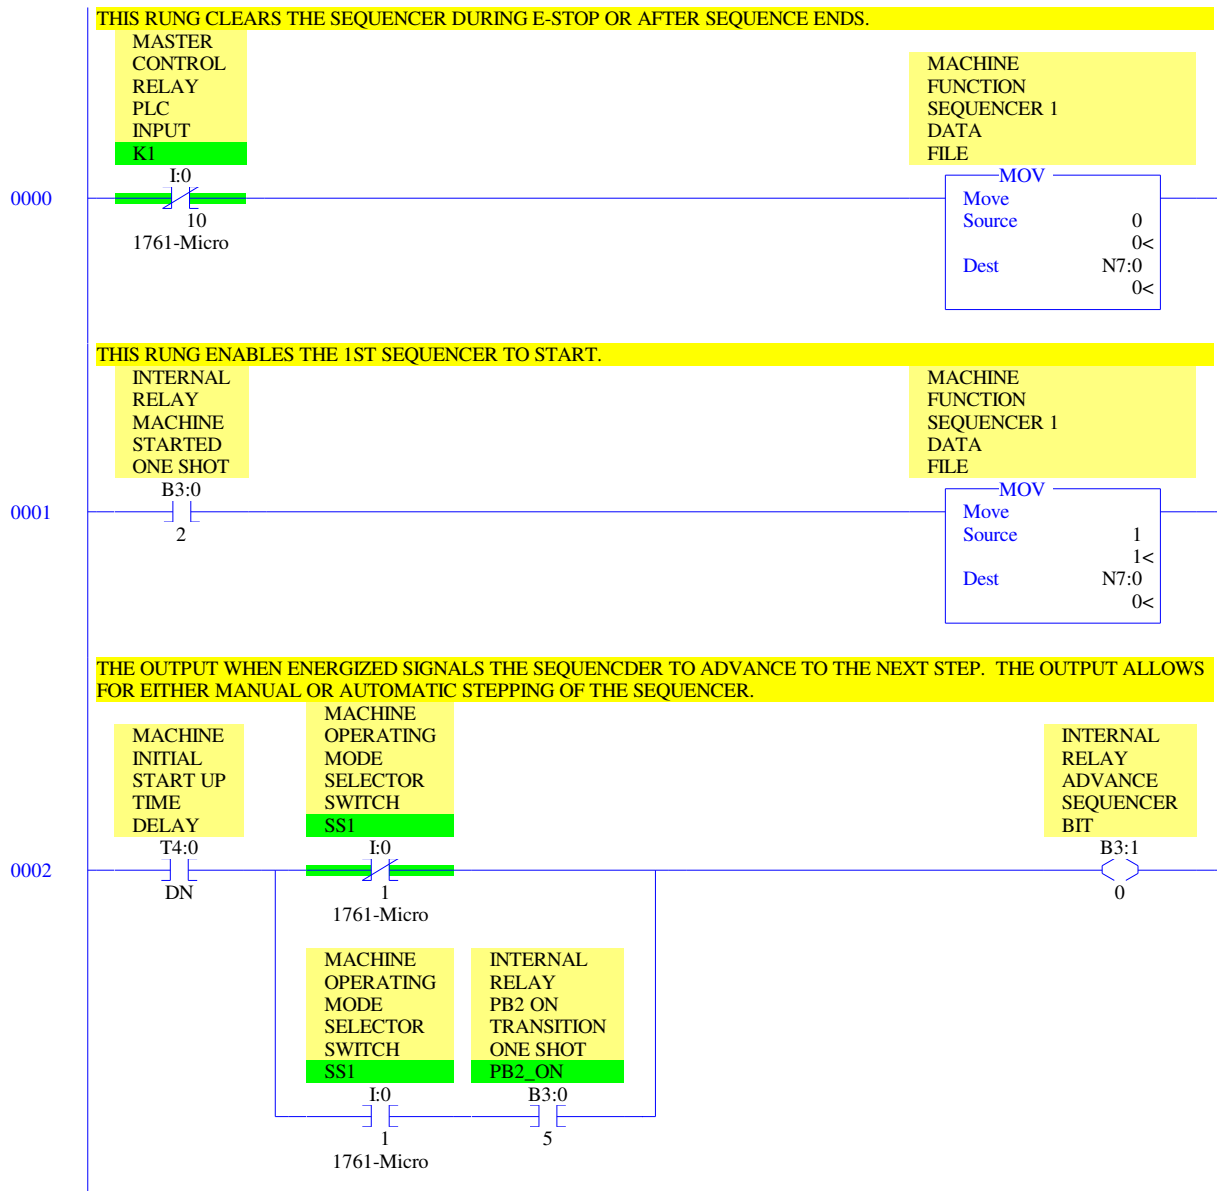 THIS RUNG CLEARS THE SEQUENCER DURING E-STOP OR AFTER SEQUENCE ENDS.
MASTER
CONTROL
RELAY
PLC
INPUT
K1
I:0
10
1761-Micro
MACHINE
FUNCTION
SEQUENCER 1
DATA
FILE
MOV
Move
Source 0
0<
Dest N7:0
0<
0000
THIS RUNG ENABLES THE 1ST SEQUENCER TO START.
INTERNAL
RELAY
MACHINE
STARTED
ONE SHOT
B3:0
2
MACHINE
FUNCTION
SEQUENCER 1
DATA
FILE
MOV
Move
Source 1
1<
Dest N7:0
0<
0001
THE OUTPUT WHEN ENERGIZED SIGNALS THE SEQUENCDER TO ADVANCE TO THE NEXT STEP. THE OUTPUT ALLOWS
FOR EITHER MANUAL OR AUTOMATIC STEPPING OF THE SEQUENCER.
MACHINE
INITIAL
START UP
TIME
DELAY
T4:0
DN
MACHINE
OPERATING
MODE
SELECTOR
SWITCH
SS1
I:0
1
1761-Micro
INTERNAL
RELAY
ADVANCE
SEQUENCER
BIT
B3:1
0
0002
MACHINE
OPERATING
MODE
SELECTOR
SWITCH
SS1
I:0
1
1761-Micro
INTERNAL
RELAY
PB2 ON
TRANSITION
ONE SHOT
PB2_ON
B3:0
5